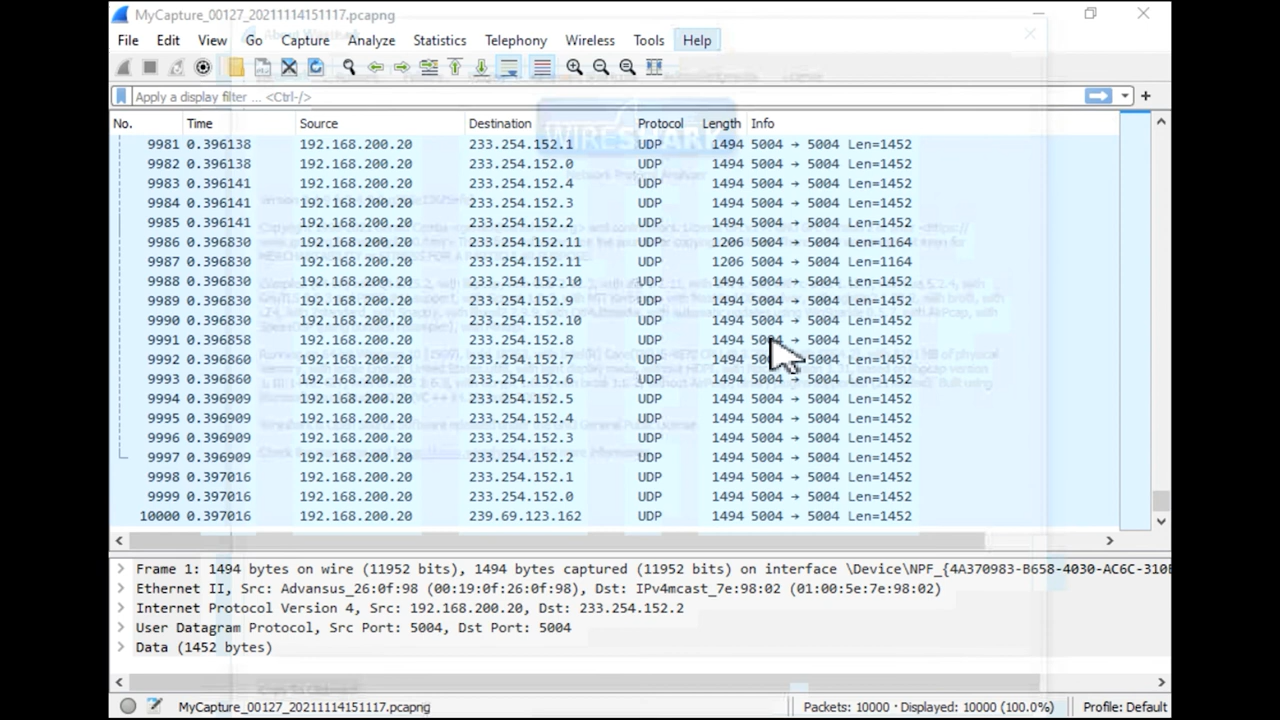 MyCapture_00127_20211114151117.pcapng
File Edit View Go Capture Analyze Statistics Telephony Wireless Tools Help
Apply a display filter ... <Ctrl-/>
No. Time Source Destination Protocol Length Info
9981 0.396138 192.168.200.20 233.254.152.1 UDP 1494 5004 → 5004 Len=1452
9982 0.396138 192.168.200.20 233.254.152.0 UDP 1494 5004 → 5004 Len=1452
9983 0.396141 192.168.200.20 233.254.152.4 UDP 1494 5004 → 5004 Len=1452
9984 0.396141 192.168.200.20 233.254.152.3 UDP 1494 5004 → 5004 Len=1452
9985 0.396141 192.168.200.20 233.254.152.2 UDP 1494 5004 → 5004 Len=1452
9986 0.396830 192.168.200.20 233.254.152.11 UDP 1206 5004 → 5004 Len=1164
9987 0.396830 192.168.200.20 233.254.152.11 UDP 1206 5004 → 5004 Len=1164
9988 0.396830 192.168.200.20 233.254.152.10 UDP 1494 5004 → 5004 Len=1452
9989 0.396830 192.168.200.20 233.254.152.9 UDP 1494 5004 → 5004 Len=1452
9990 0.396830 192.168.200.20 233.254.152.10 UDP 1494 5004 → 5004 Len=1452
9991 0.396858 192.168.200.20 233.254.152.8 UDP 1494 5004 → 5004 Len=1452
9992 0.396860 192.168.200.20 233.254.152.7 UDP 1494 5004 → 5004 Len=1452
9993 0.396860 192.168.200.20 233.254.152.6 UDP 1494 5004 → 5004 Len=1452
9994 0.396909 192.168.200.20 233.254.152.5 UDP 1494 5004 → 5004 Len=1452
9995 0.396909 192.168.200.20 233.254.152.4 UDP 1494 5004 → 5004 Len=1452
9996 0.396909 192.168.200.20 233.254.152.3 UDP 1494 5004 → 5004 Len=1452
9997 0.396909 192.168.200.20 233.254.152.2 UDP 1494 5004 → 5004 Len=1452
9998 0.397016 192.168.200.20 233.254.152.1 UDP 1494 5004 → 5004 Len=1452
9999 0.397016 192.168.200.20 233.254.152.0 UDP 1494 5004 → 5004 Len=1452
10000 0.397016 192.168.200.20 239.69.123.162 UDP 1494 5004 → 5004 Len=1452
WIRESHARK
Network Protocol Analyzer
Frame 1: 1494 bytes on wire (11952 bits), 1494 bytes captured (11952 bits) on interface \Device\NPF_{4A370983-B658-4030-AC6C-310E
Ethernet II, Src: Advansus_26:0f:98 (00:19:0f:26:0f:98), Dst: IPv4mcast_7e:98:02 (01:00:5e:7e:98:02)
Internet Protocol Version 4, Src: 192.168.200.20, Dst: 233.254.152.2
User Datagram Protocol, Src Port: 5004, Dst Port: 5004
Data (1452 bytes)
MyCapture_00127_20211114151117.pcapng
Packets: 10000 · Displayed: 10000 (100.0%)
Profile: Default